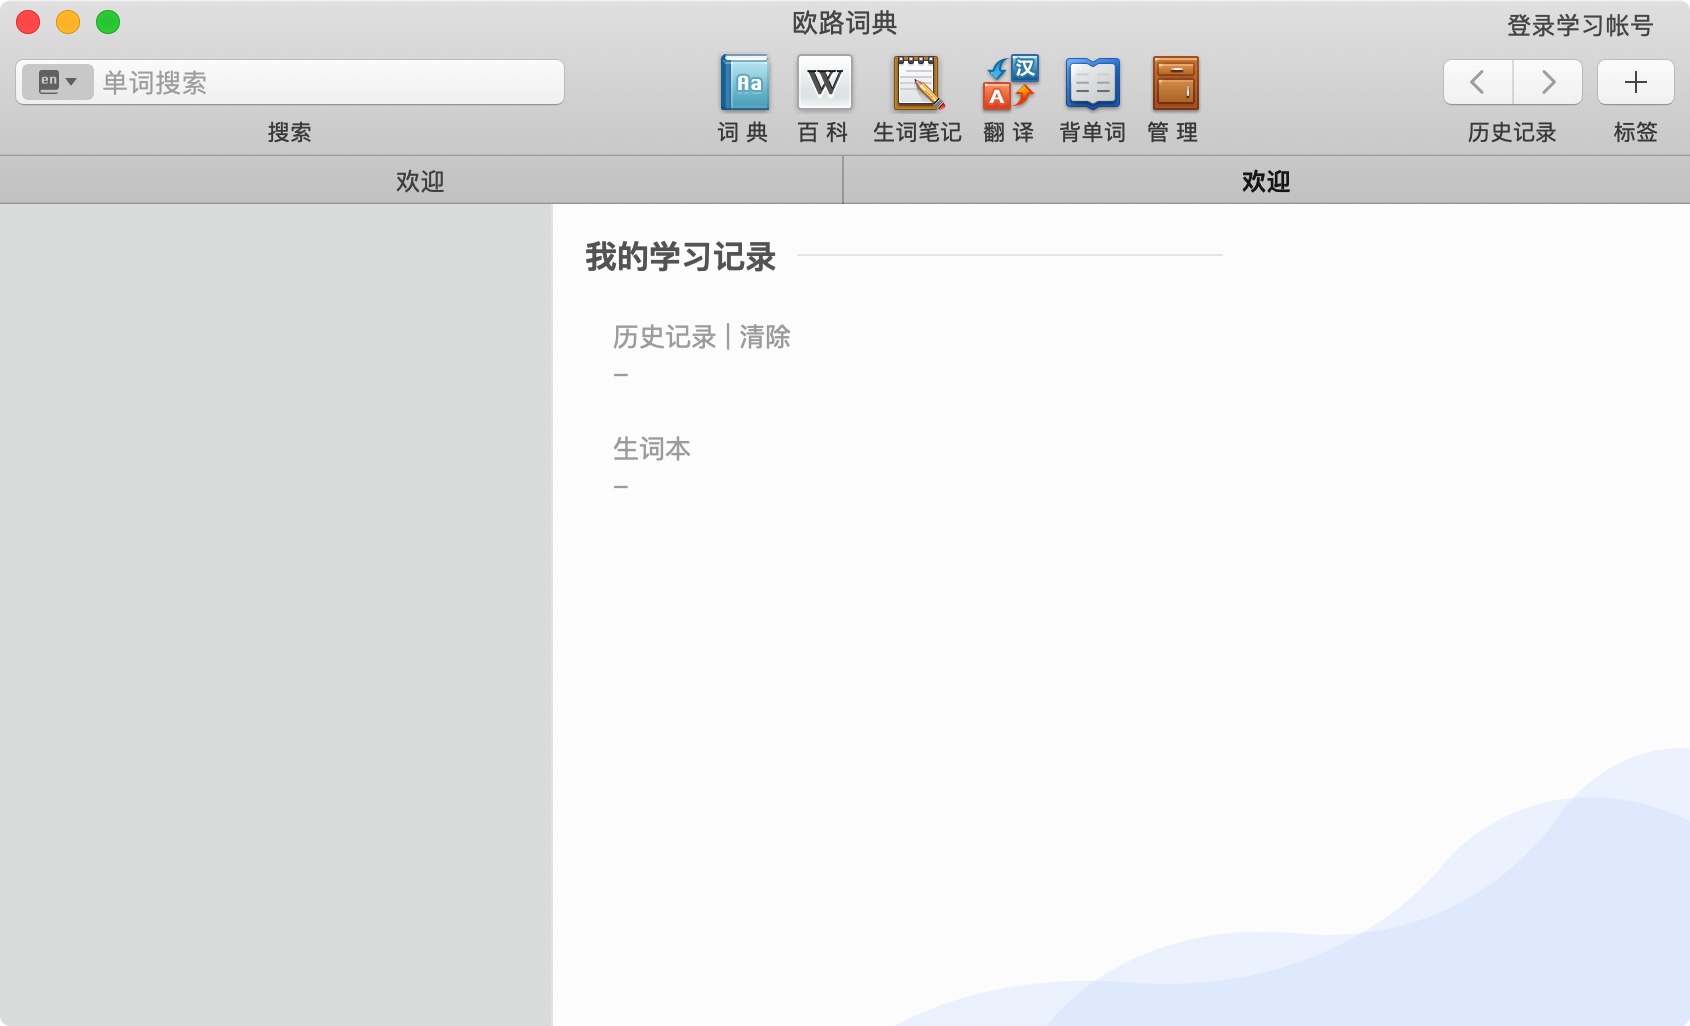 欧路词典
登录学习帐号
en 单词搜索
Aa W 汉 A
搜索 词典 百科 生词笔记 翻译 背单词 管理 历史记录 标签
欢迎 欢迎
我的学习记录
历史记录 | 清除
–
生词本
–